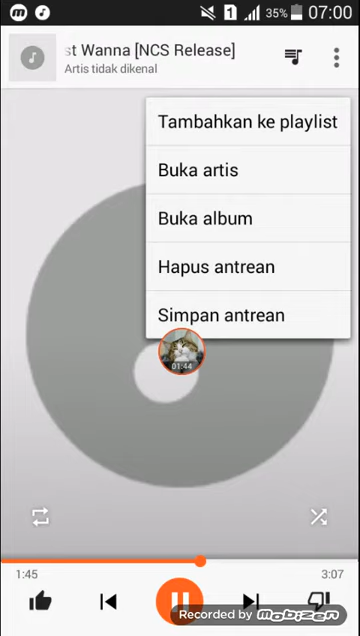 1 35% 07:00
st Wanna [NCS Release]
Artis tidak dikenal
Tambahkan ke playlist
Buka artis
Buka album
Hapus antrean
Simpan antrean
01:44
1:45 3:07
Recorded by mobizen